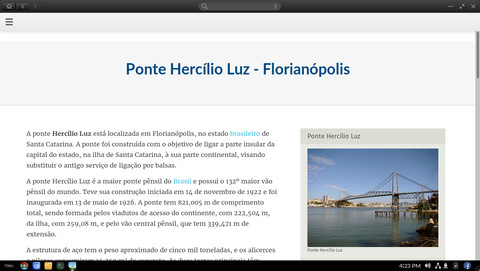 Ponte Hercílio Luz - Florianópolis
A ponte Hercílio Luz está localizada em Florianópolis, no estado brasileiro de
Santa Catarina. A ponte foi construída com o objetivo de ligar a parte insular da
capital do estado, na ilha de Santa Catarina, à sua parte continental, visando
substituir o antigo serviço de ligação por balsas.
A ponte Hercílio Luz é a maior ponte pênsil do Brasil e possui o 132º maior vão
pênsil do mundo. Teve sua construção iniciada em 14 de novembro de 1922 e foi
inaugurada em 13 de maio de 1926. A ponte tem 821,005 m de comprimento
total, sendo formada pelos viadutos de acesso do continente, com 222,504 m,
da ilha, com 259,08 m, e pelo vão central pênsil, que tem 339,471 m de
extensão.
A estrutura de aço tem o peso aproximado de cinco mil toneladas, e os alicerces
Ponte Hercílio Luz
Ponte Hercílio Luz
4:23 PM